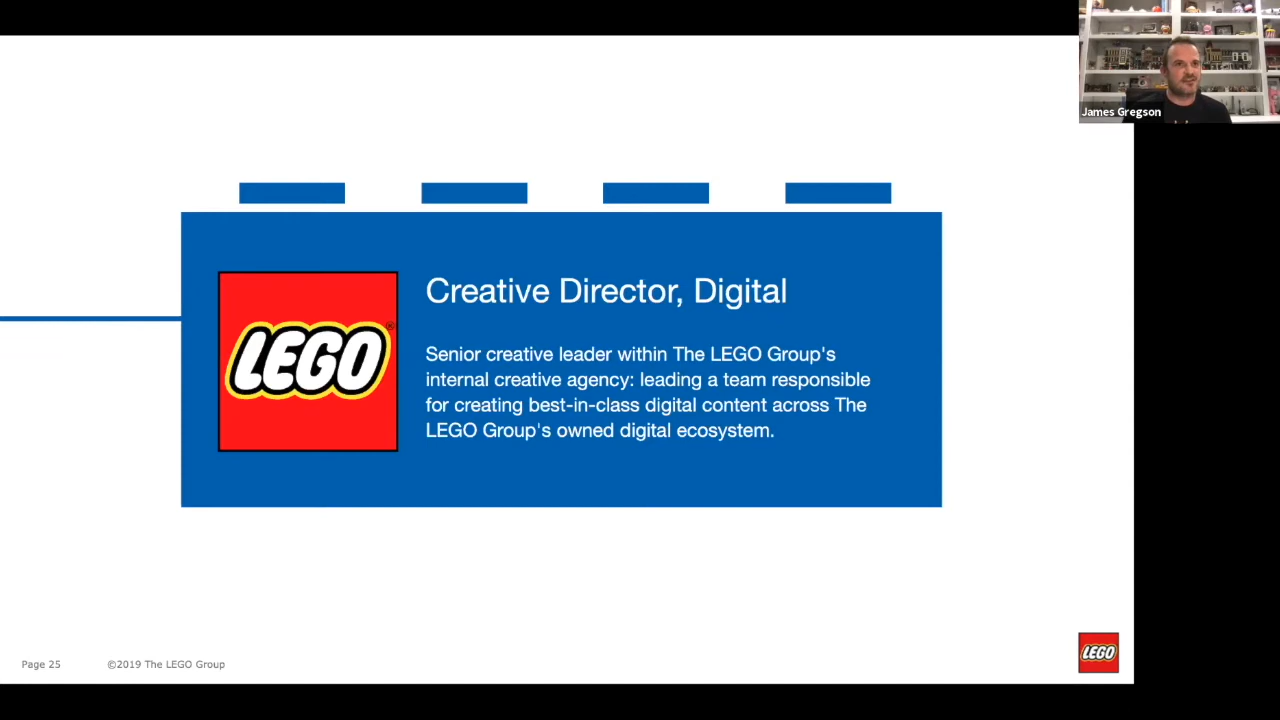 James Gregson
LEGO
®
Creative Director, Digital
Senior creative leader within The LEGO Group's
internal creative agency: leading a team responsible
for creating best-in-class digital content across The
LEGO Group's owned digital ecosystem.
Page 25
©2019 The LEGO Group
LEGO